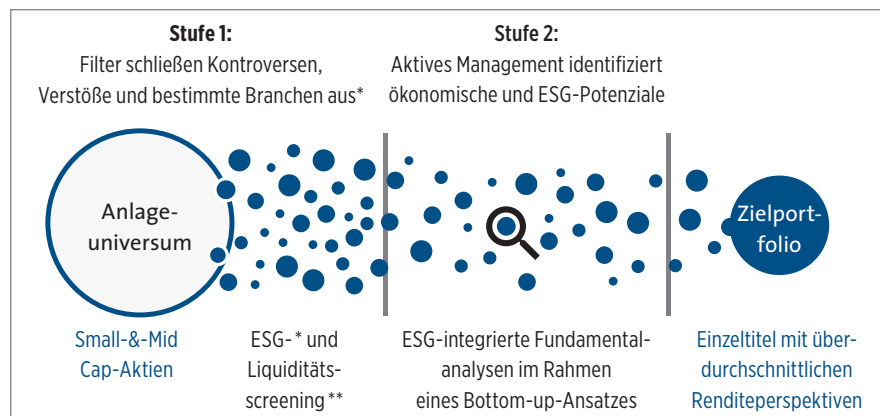 Stufe 1:
Filter schließen Kontroversen,
Verstöße und bestimmte Branchen aus*
Stufe 2:
Aktives Management identifiziert
ökonomische und ESG-Potenziale
Anlage-
universum
Zielport-
folio
Small-&-Mid
Cap-Aktien
ESG-* und
Liquiditäts-
screening**
ESG-integrierte Fundamental-
analysen im Rahmen
eines Bottom-up-Ansatzes
Einzeltitel mit über-
durchschnittlichen
Renditeperspektiven